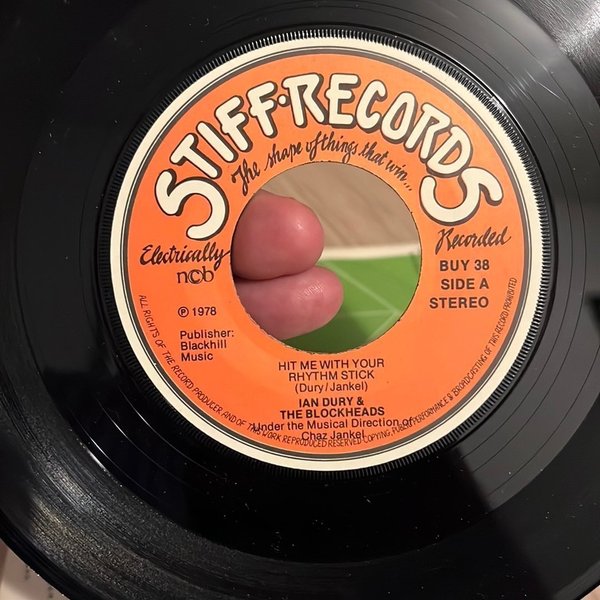 STIFF·RECORDS
The shape of things that win...
Electrically
Recorded
ncb
BUY 38
SIDE A
STEREO
℗ 1978
Publisher:
Blackhill
Music
HIT ME WITH YOUR
RHYTHM STICK
(Dury/Jankel)
IAN DURY &
THE BLOCKHEADS
Under the Musical Direction of
Chaz Jankel
ALL RIGHTS OF THE RECORD PRODUCER AND OF THIS WORK REPRODUCED RESERVED COPYING, PUBLIC PERFORMANCE & BROADCASTING OF THIS RECORD PROHIBITED